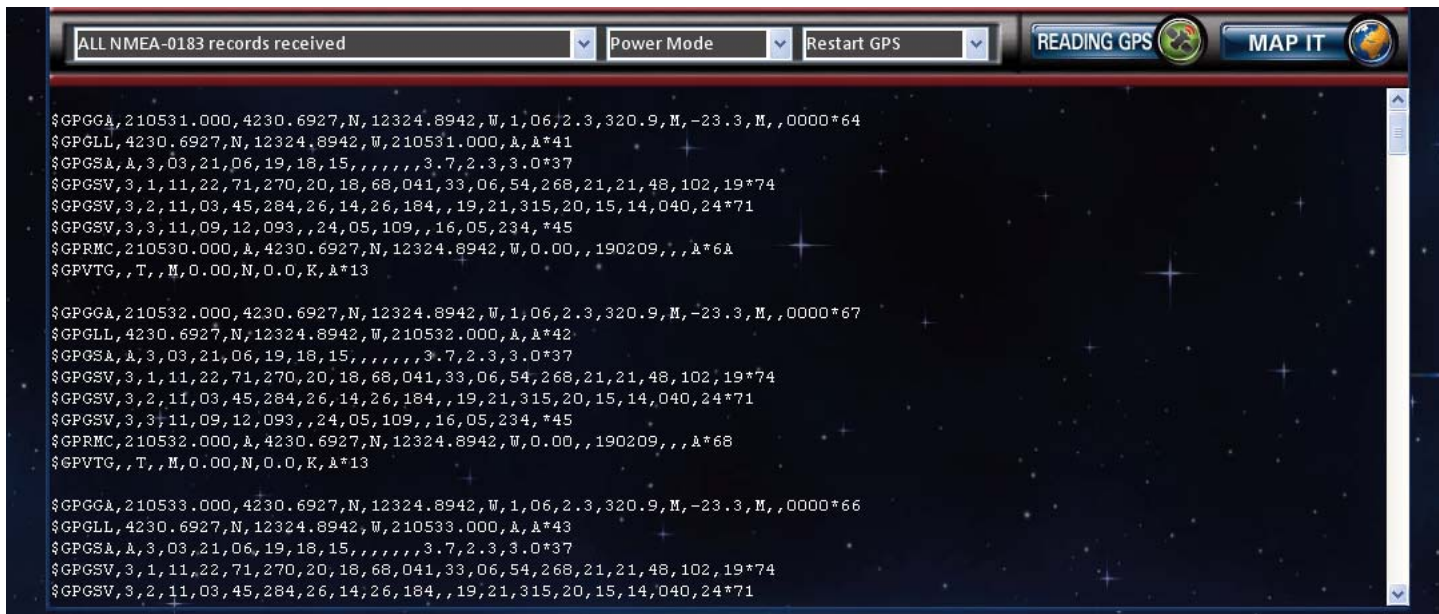 ALL NMEA-0183 records received Power Mode Restart GPS READING GPS MAP IT
$GPGGA,210531.000,4230.6927,N,12324.8942,W,1,06,2.3,320.9,M,-23.3,M,,0000*64
$GPGLL,4230.6927,N,12324.8942,W,210531.000,A,A*41
$GPGSA,A,3,03,21,06,19,18,15,,,,,,,3.7,2.3,3.0*37
$GPGSV,3,1,11,22,71,270,20,18,68,041,33,06,54,268,21,21,48,102,19*74
$GPGSV,3,2,11,03,45,284,26,14,26,184,,19,21,315,20,15,14,040,24*71
$GPGSV,3,3,11,09,12,093,,24,05,109,,16,05,234,*45
$GPRMC,210530.000,A,4230.6927,N,12324.8942,W,0.00,,190209,,,A*6A
$GPVTG,,T,,M,0.00,N,0.0,K,A*13
$GPGGA,210532.000,4230.6927,N,12324.8942,W,1,06,2.3,320.9,M,-23.3,M,,0000*67
$GPGLL,4230.6927,N,12324.8942,W,210532.000,A,A*42
$GPGSA,A,3,03,21,06,19,18,15,,,,,,,3.7,2.3,3.0*37
$GPGSV,3,1,11,22,71,270,20,18,68,041,33,06,54,268,21,21,48,102,19*74
$GPGSV,3,2,11,03,45,284,26,14,26,184,,19,21,315,20,15,14,040,24*71
$GPGSV,3,3,11,09,12,093,,24,05,109,,16,05,234,*45
$GPRMC,210532.000,A,4230.6927,N,12324.8942,W,0.00,,190209,,,A*68
$GPVTG,,T,,M,0.00,N,0.0,K,A*13
$GPGGA,210533.000,4230.6927,N,12324.8942,W,1,06,2.3,320.9,M,-23.3,M,,0000*66
$GPGLL,4230.6927,N,12324.8942,W,210533.000,A,A*43
$GPGSA,A,3,03,21,06,19,18,15,,,,,,,3.7,2.3,3.0*37
$GPGSV,3,1,11,22,71,270,20,18,68,041,33,06,54,268,21,21,48,102,19*74
$GPGSV,3,2,11,03,45,284,26,14,26,184,,19,21,315,20,15,14,040,24*71